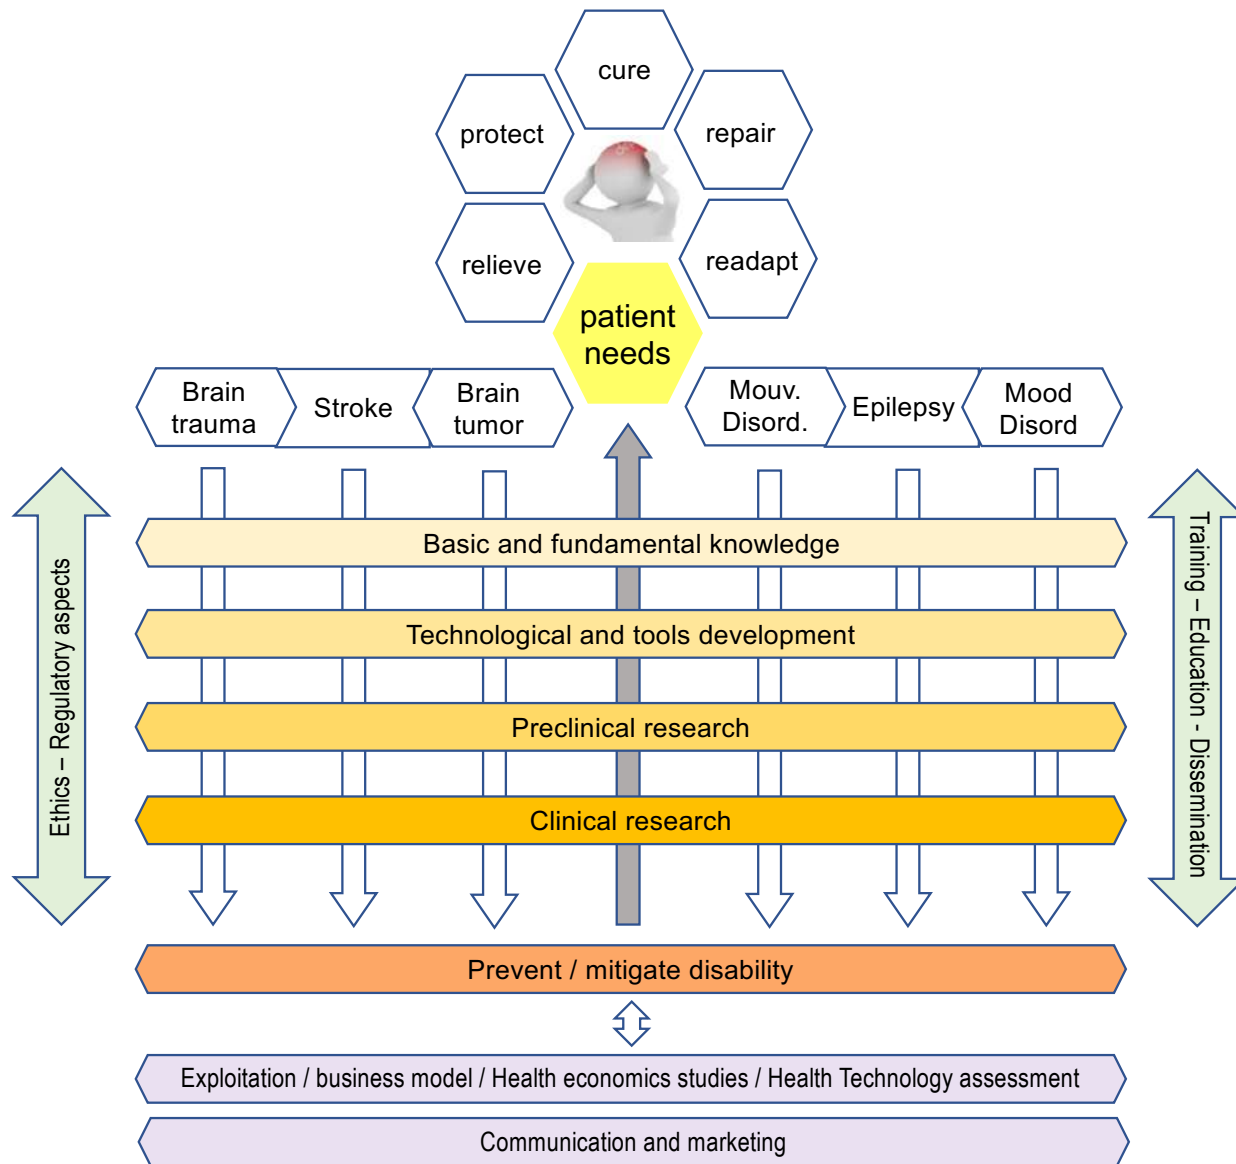 cure
protect
repair
relieve
readapt
patient
needs
Brain
trauma
Stroke
Brain
tumor
Mouv.
Disord.
Epilepsy
Mood
Disord
Ethics – Regulatory aspects
Training – Education - Dissemination
Basic and fundamental knowledge
Technological and tools development
Preclinical research
Clinical research
Prevent / mitigate disability
Exploitation / business model / Health economics studies / Health Technology assessment
Communication and marketing